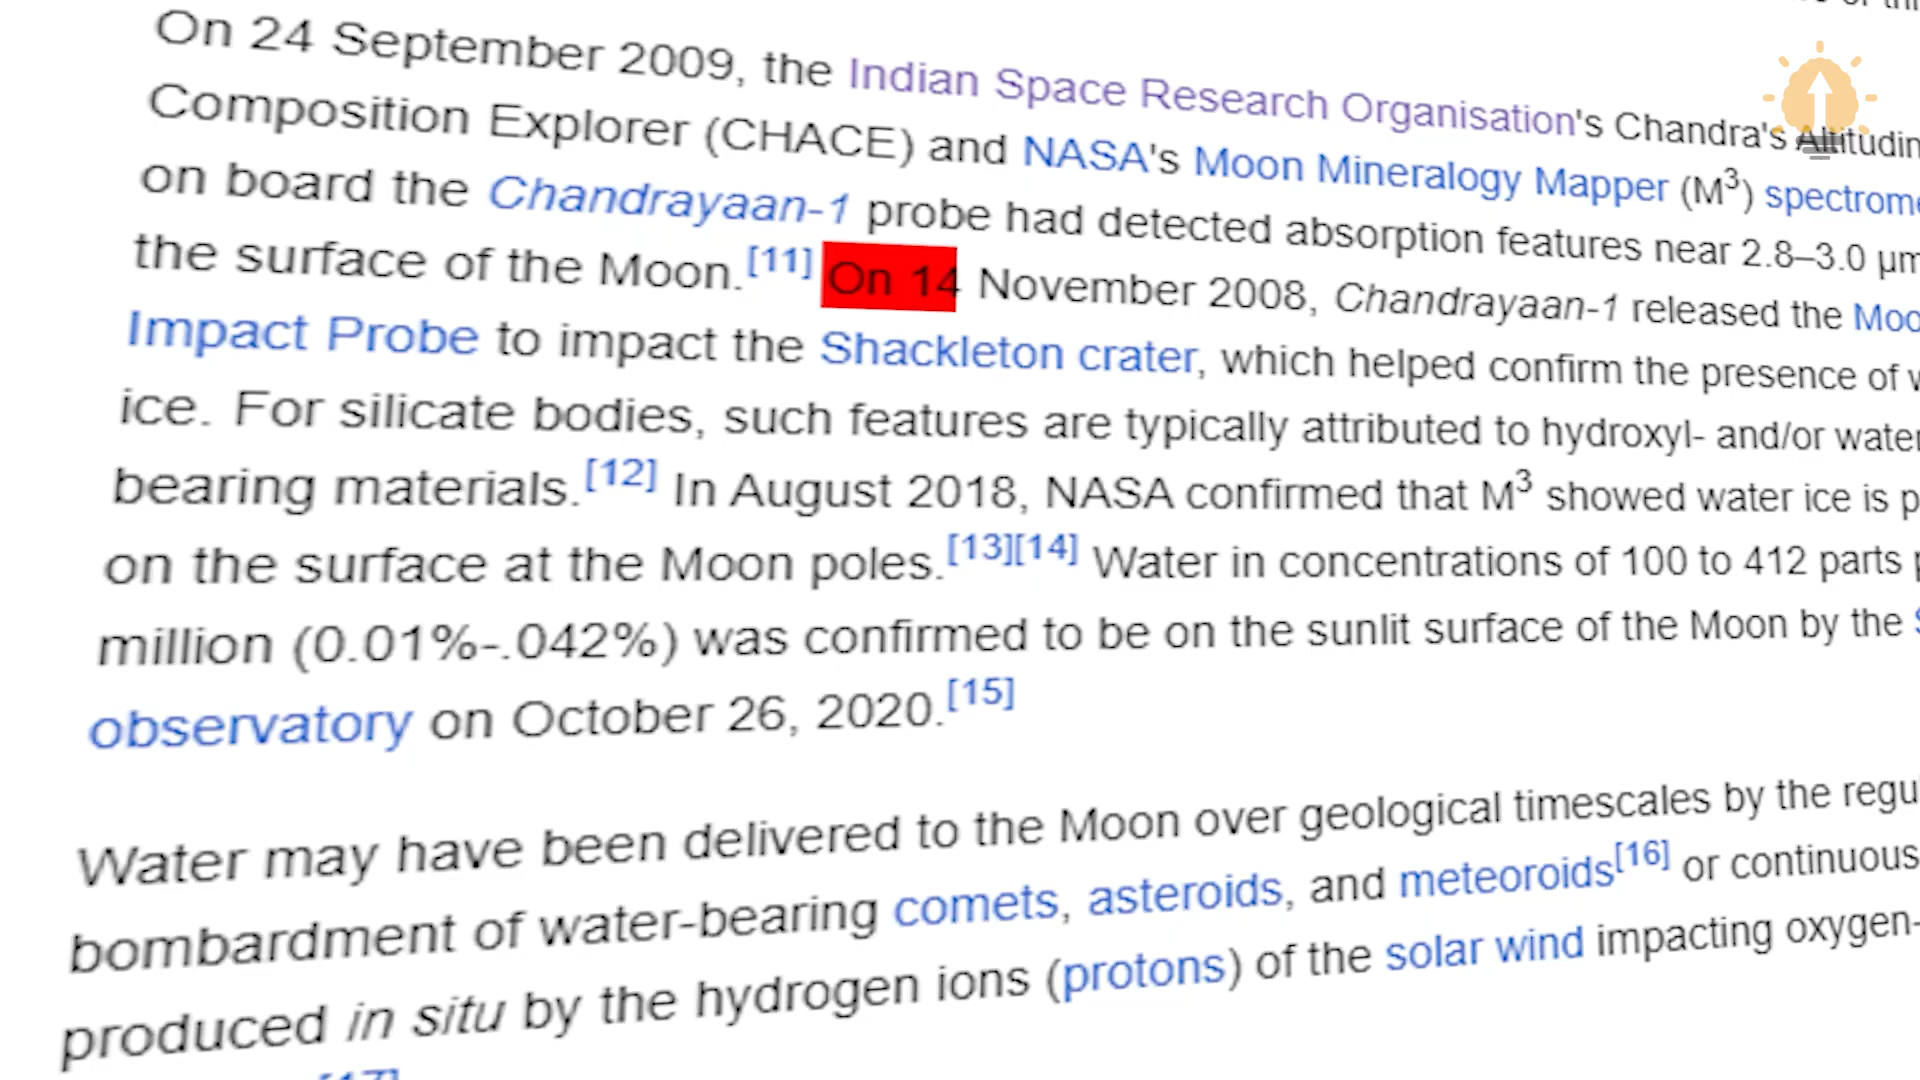 On 24 September 2009, the Indian Space Research Organisation's Chandra's
Composition Explorer (CHACE) and NASA's Moon Mineralogy Mapper (M³)
on board the Chandrayaan-1 probe had detected absorption features near 2.8–3.0 μm
the surface of the Moon.[11] On 14 November 2008, Chandrayaan-1 released the
Impact Probe to impact the Shackleton crater, which helped confirm the presence of
ice. For silicate bodies, such features are typically attributed to hydroxyl- and/or
bearing materials.[12] In August 2018, NASA confirmed that M³ showed water ice is
on the surface at the Moon poles.[13][14] Water in concentrations of 100 to 412 parts
million (0.01%-.042%) was confirmed to be on the sunlit surface of the Moon by the
observatory on October 26, 2020.[15]
Water may have been delivered to the Moon over geological timescales by the
bombardment of water-bearing comets, asteroids, and meteoroids[16] or
produced in situ by the hydrogen ions (protons) of the solar wind impacting oxygen-